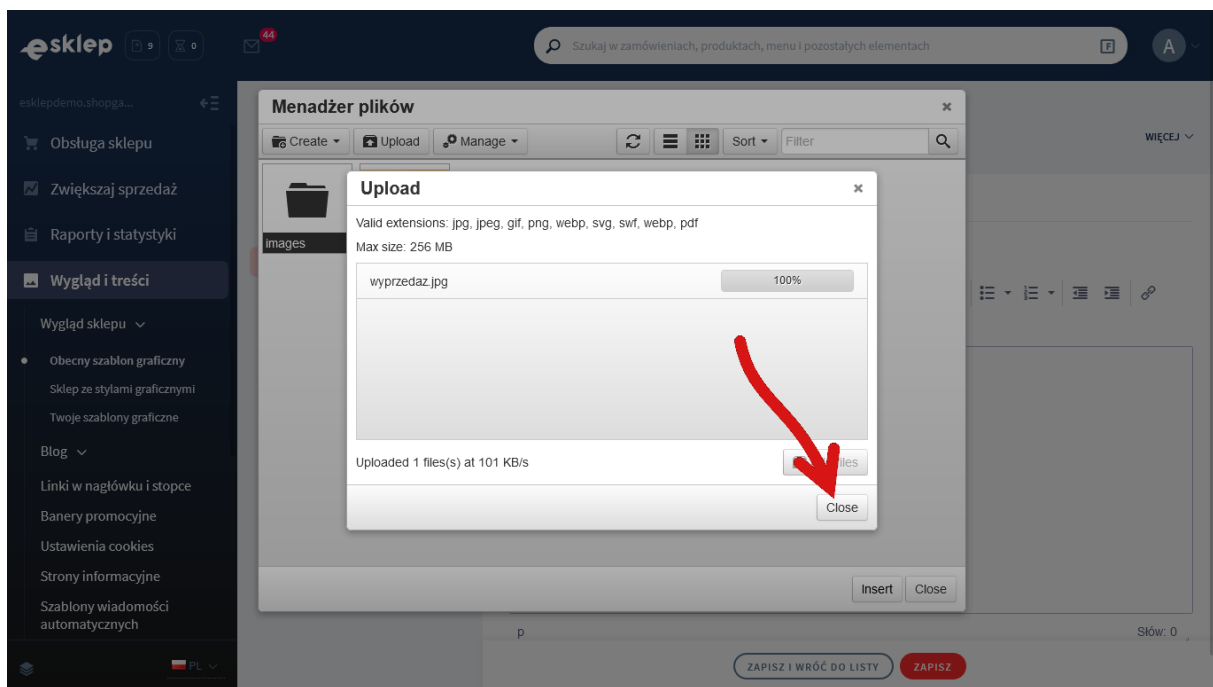 esklep 9 0 44 Szukaj w zamówieniach, produktach, menu i pozostałych elementach F A
esklepdemo.shopga...
Menadżer plików
Create Upload Manage Sort Filter
WIĘCEJ
Obsługa sklepu
Zwiększaj sprzedaż
Raporty i statystyki
Wygląd i treści
Wygląd sklepu
Obecny szablon graficzny
Sklep ze stylami graficznymi
Twoje szablony graficzne
Blog
Linki w nagłówku i stopce
Banery promocyjne
Ustawienia cookies
Strony informacyjne
Szablony wiadomości
automatycznych
PL
images
Upload
Valid extensions: jpg, jpeg, gif, png, webp, svg, swf, webp, pdf
Max size: 256 MB
wyprzedaz.jpg 100%
Uploaded 1 files(s) at 101 KB/s
Close
Insert Close
p Słów: 0
ZAPISZ I WRÓĆ DO LISTY ZAPISZ